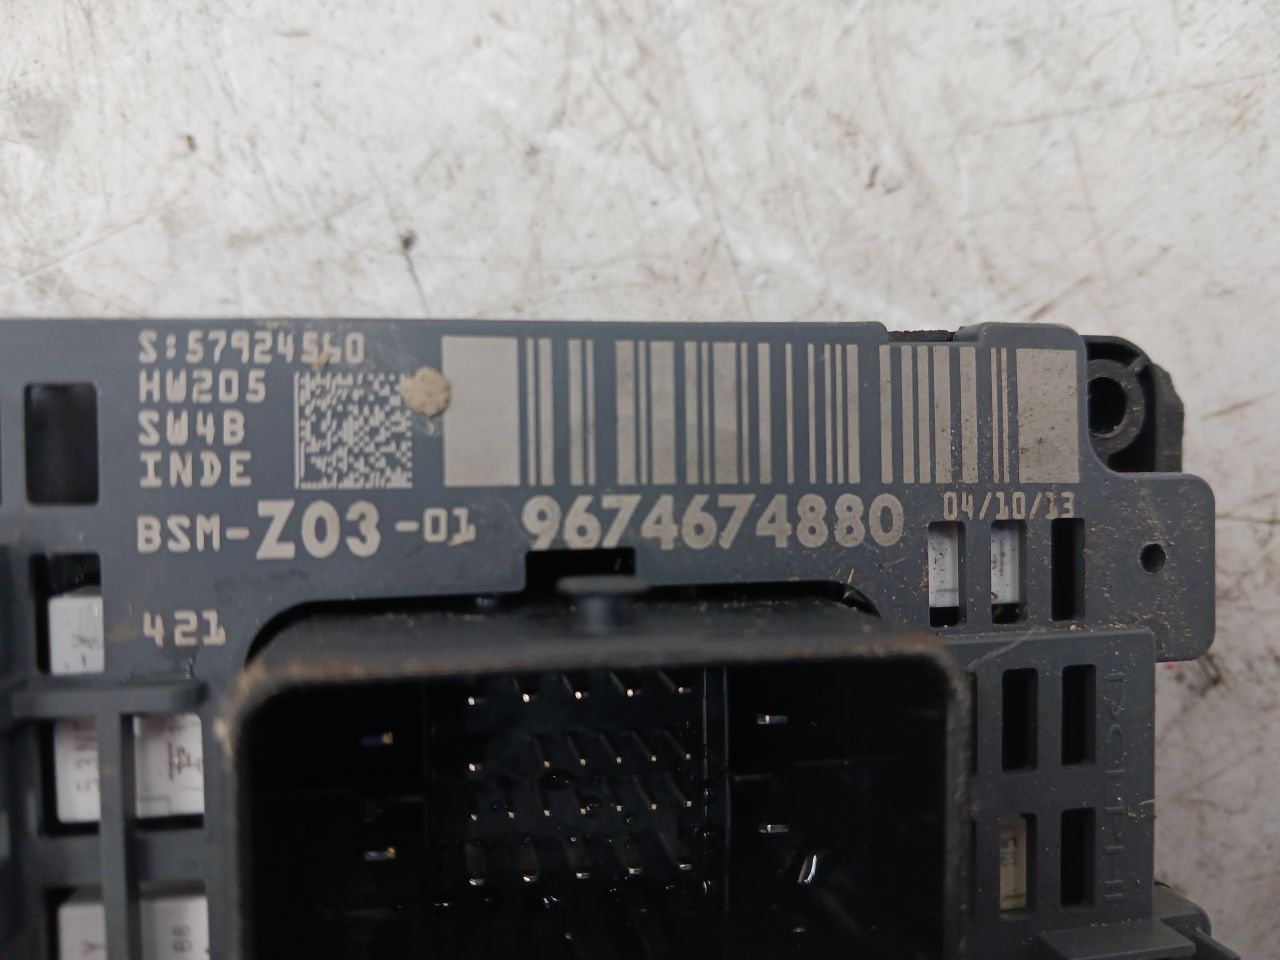 S:57924560
HW205
SW4B
INDE
BSM-Z03-01 9674674880 04/10/13
421